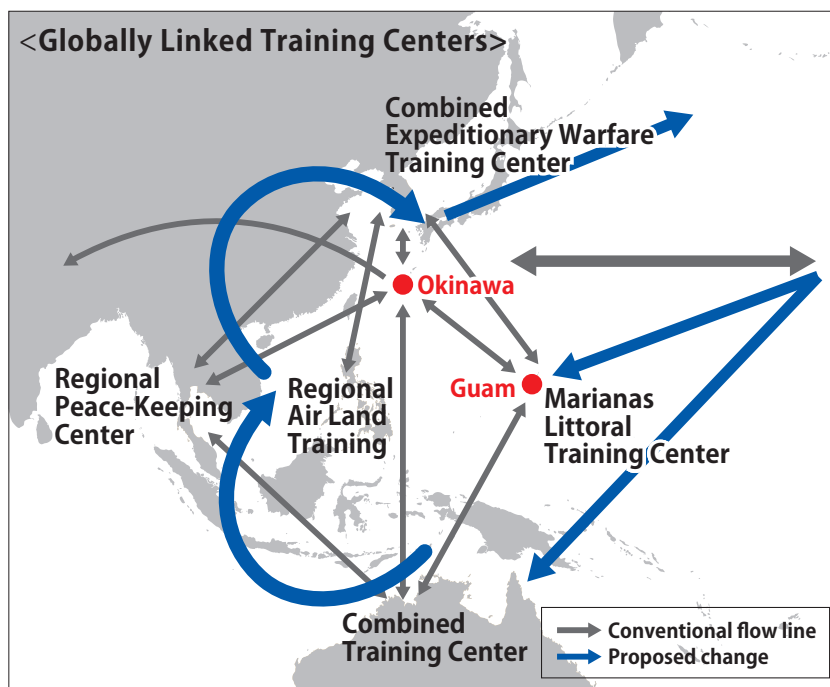 <Globally Linked Training Centers>
Combined
Expeditionary Warfare
Training Center
Okinawa
Regional
Peace-Keeping
Center
Regional
Air Land
Training
Guam
Marianas
Littoral
Training Center
Combined
Training Center
Conventional flow line
Proposed change